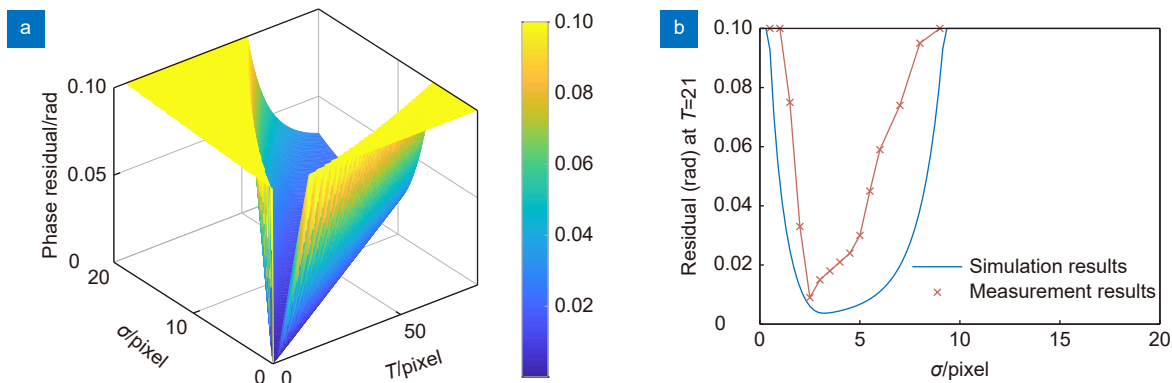 a
Phase residual/rad
0.10
0.05
0
20
10
0
σ/pixel
0
50
T/pixel
0.10
0.08
0.06
0.04
0.02
b
Residual (rad) at T=21
0.10
0.08
0.06
0.04
0.02
0
0
5
10
15
20
σ/pixel
Simulation results
Measurement results